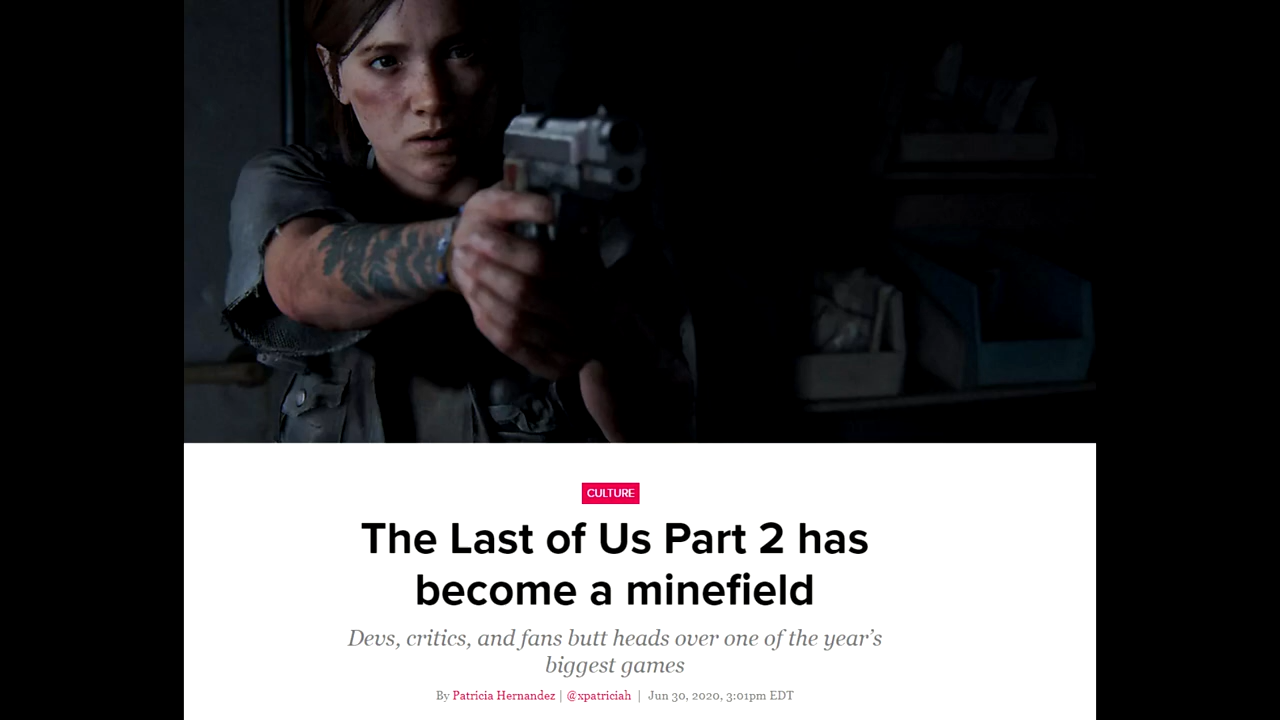 CULTURE
The Last of Us Part 2 has
become a minefield
Devs, critics, and fans butt heads over one of the year’s
biggest games
By Patricia Hernandez | @xpatriciah | Jun 30, 2020, 3:01pm EDT